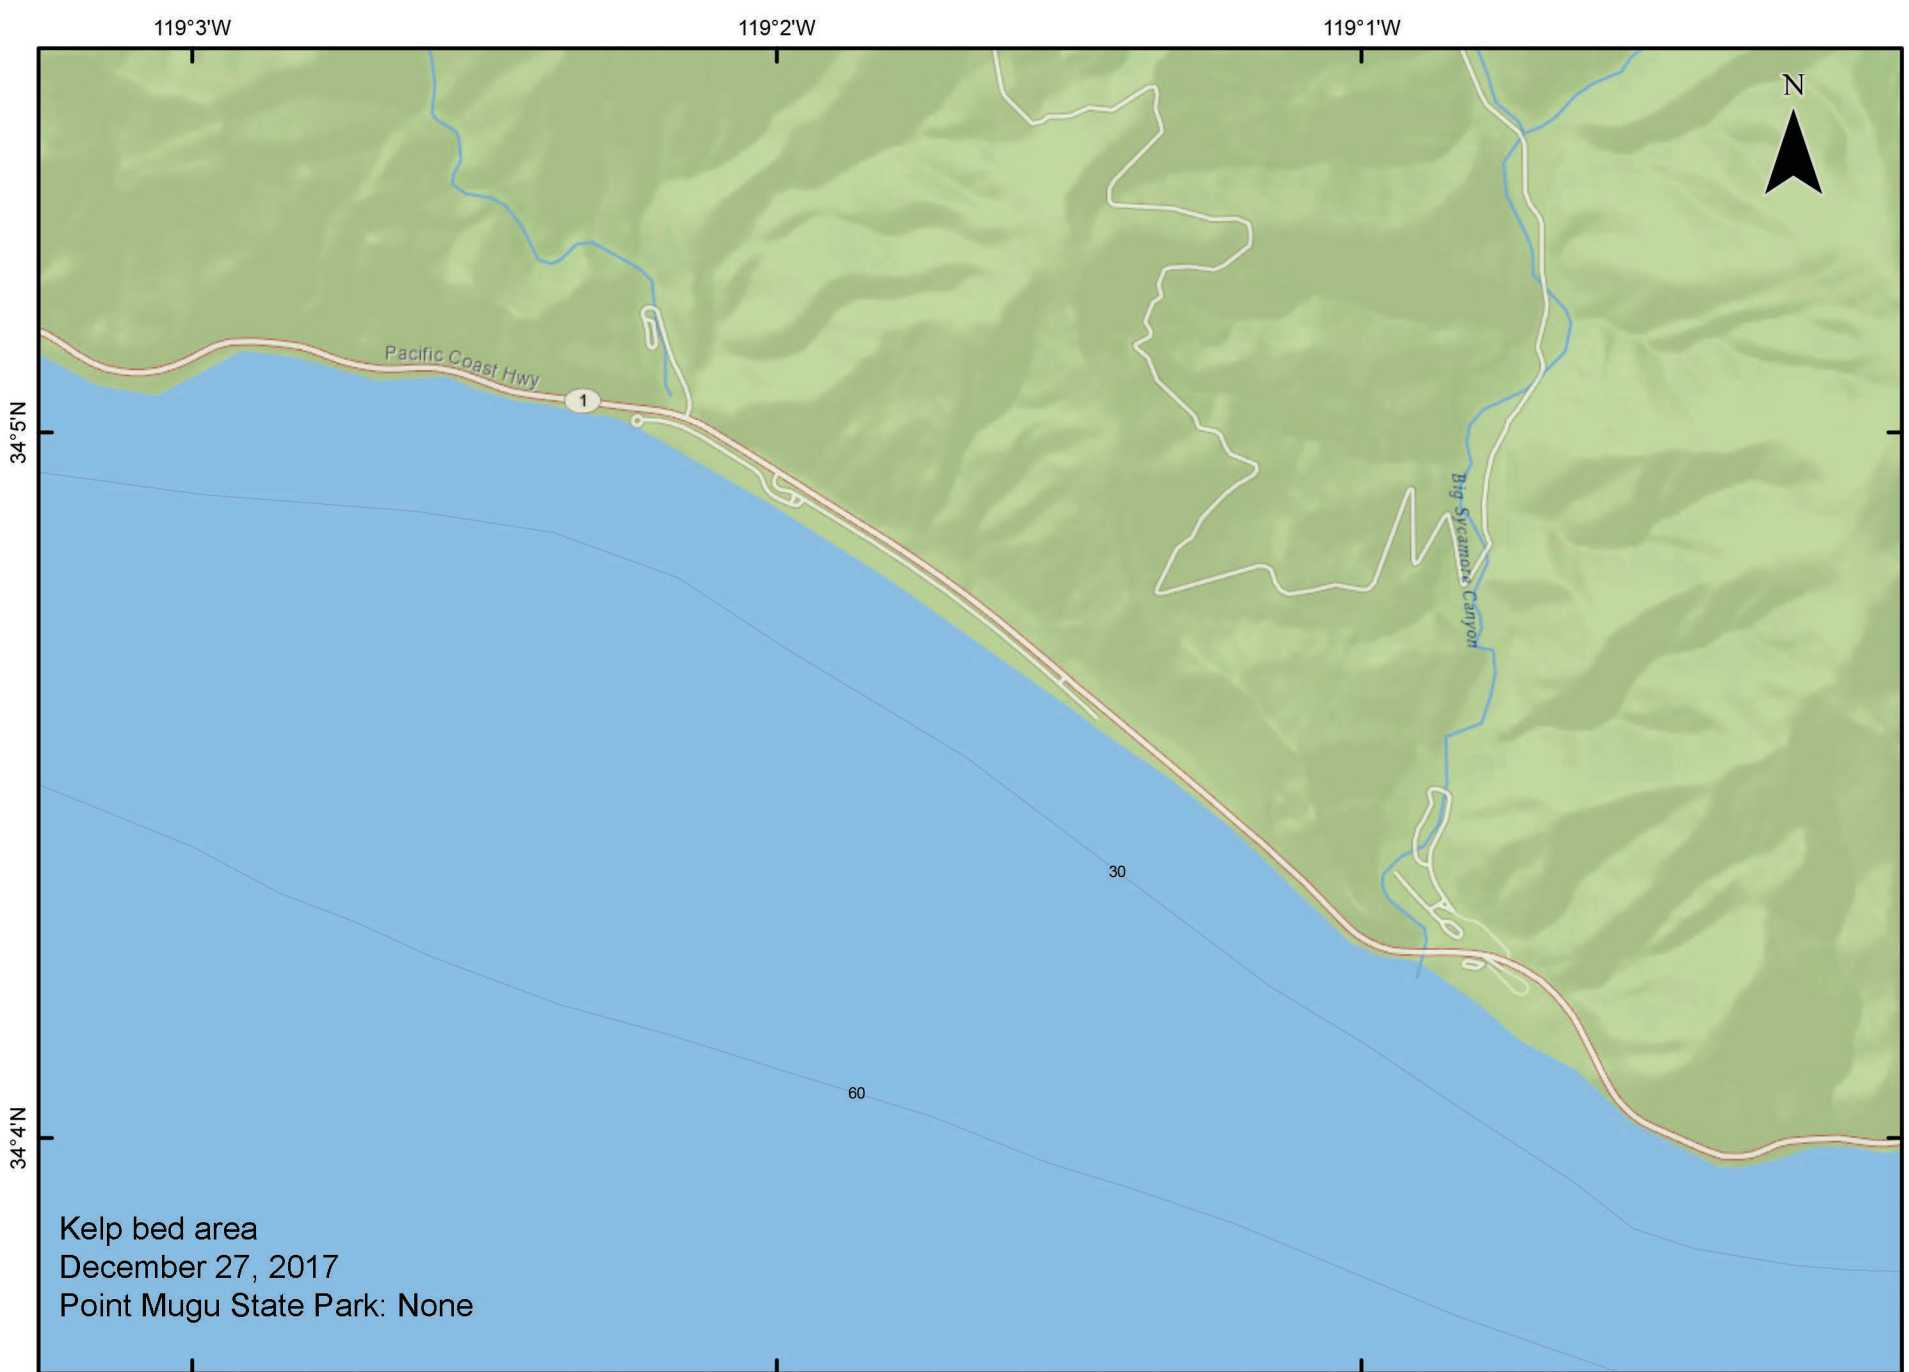 119°3'W
119°2'W
119°1'W
N
Pacific Coast Hwy
1
34°5'N
Big Sycamore Canyon
30
60
34°4'N
Kelp bed area
December 27, 2017
Point Mugu State Park: None